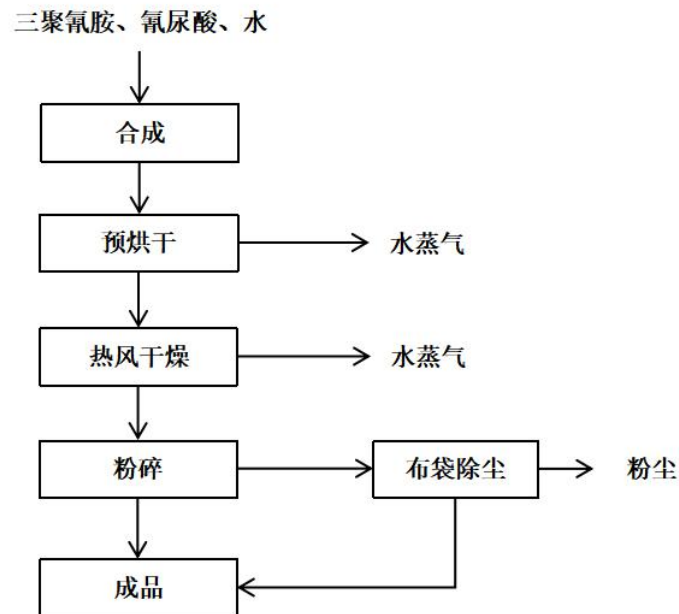 三聚氰胺、氰尿酸、水
合成
预烘干
水蒸气
热风干燥
水蒸气
粉碎
布袋除尘
粉尘
成品